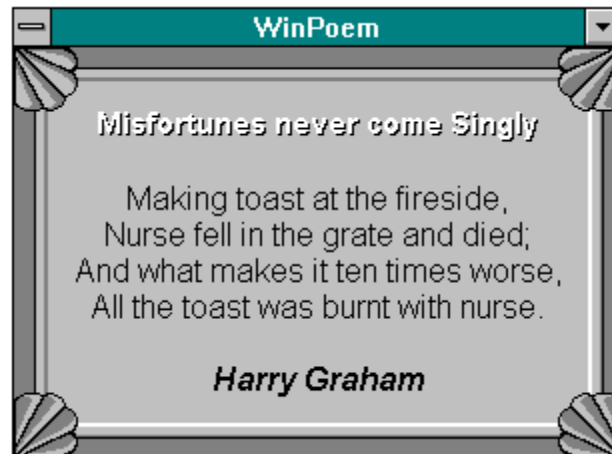 WinPoem
Misfortunes never come Singly
Making toast at the fireside,
Nurse fell in the grate and died;
And what makes it ten times worse,
All the toast was burnt with nurse.
Harry Graham